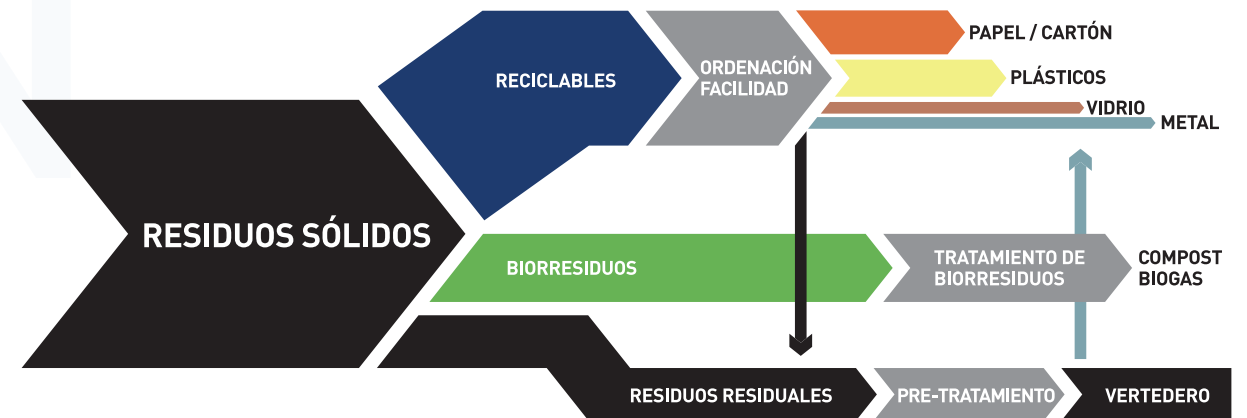 RESIDUOS SÓLIDOS
RECICLABLES
ORDENACIÓN
FACILIDAD
PAPEL / CARTÓN
PLÁSTICOS
VIDRIO
METAL
BIORRESIDUOS
TRATAMIENTO DE
BIORRESIDUOS
COMPOST
BIOGAS
RESIDUOS RESIDUALES
PRE-TRATAMIENTO
VERTEDERO